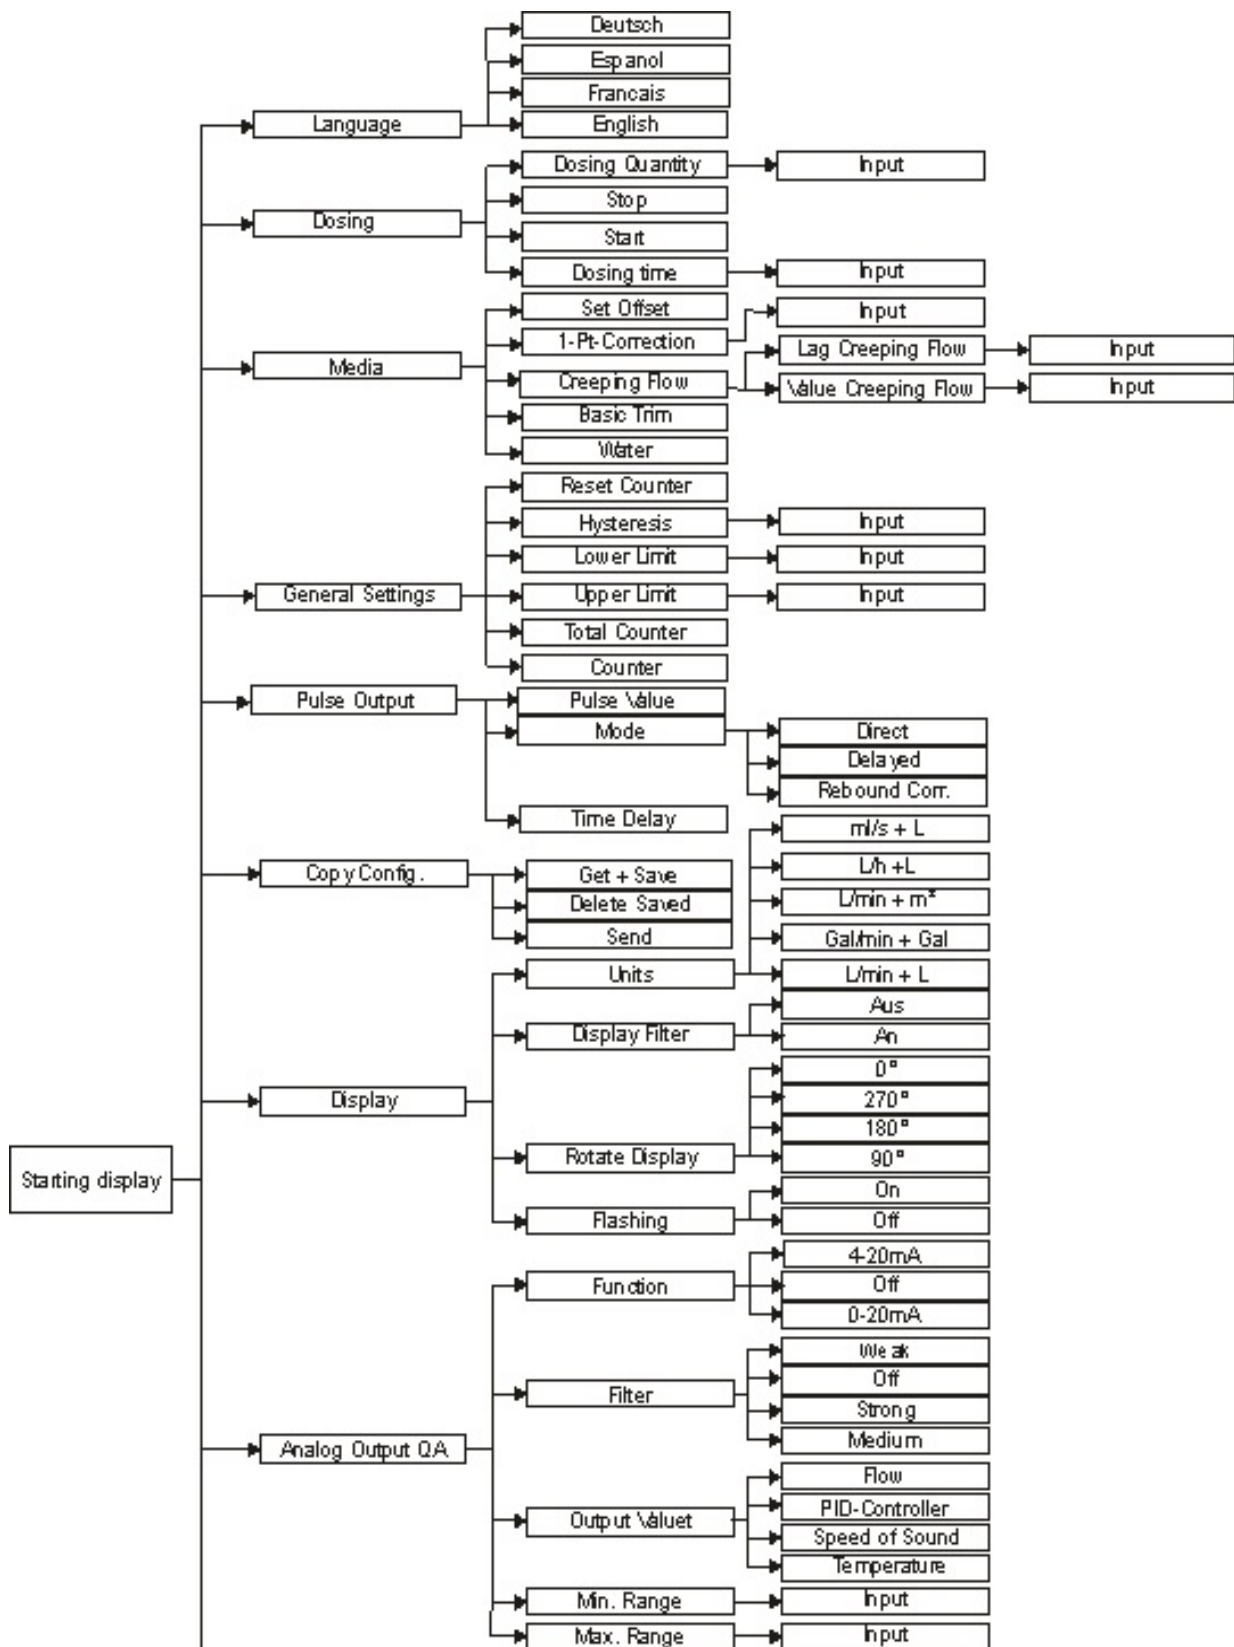 Deutsch
Espanol
Francais
Language
English
Dosing Quantity
Input
Stop
Dosing
Start
Dosing time
Input
Set Offset
Input
1-Pt-Correction
Lag Creeping Flow
Input
Media
Creeping Flow
Value Creeping Flow
Input
Basic Trim
Water
Reset Counter
Hysteresis
Input
Lower Limit
Input
General Settings
Upper Limit
Input
Total Counter
Counter
Pulse Output
Pulse Value
Mode
Direct
Delayed
Rebound Corr.
Time Delay
ml/s + L
Copy Config.
Get + Save
L/h +L
Delete Saved
L/min + m³
Send
Gal/min + Gal
Units
L/min + L
Aus
Display Filter
An
0°
Display
270°
180°
Rotate Display
90°
Starting display
On
Flashing
Off
4-20mA
Function
Off
0-20mA
Weak
Off
Filter
Strong
Analog Output QA
Medium
Flow
PID-Controller
Output Valuet
Speed of Sound
Temperature
Min. Range
Input
Max. Range
Input